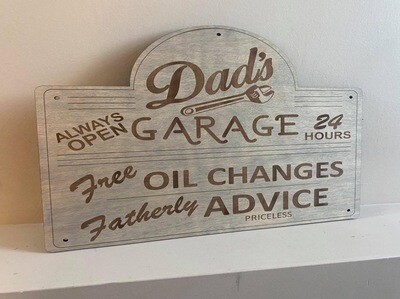 Dad's
ALWAYS OPEN GARAGE 24 HOURS
Free OIL CHANGES
Fatherly ADVICE
PRICELESS